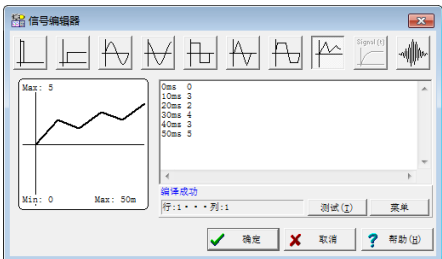 信号编辑器
Signal (t)
Max: 5
Min: 0 Max: 50m
0ms 0
10ms 3
20ms 2
30ms 4
40ms 3
50ms 5
编译成功
行:1···列:1
测试(I)
菜单
确定
取消
帮助(H)